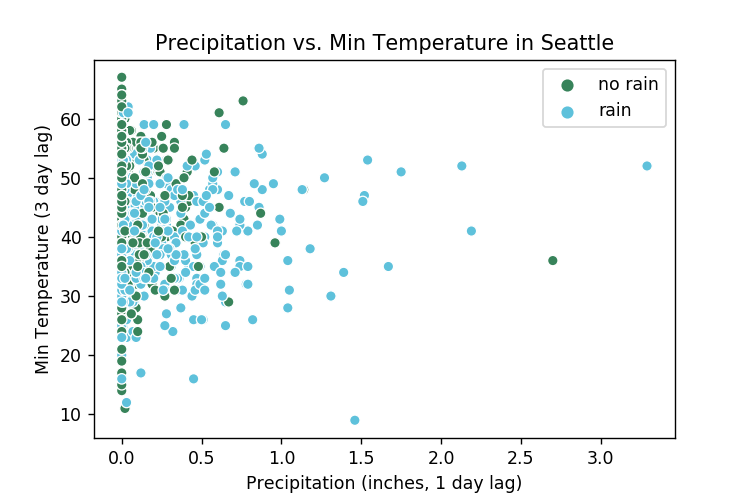 Precipitation vs. Min Temperature in Seattle
no rain
rain
60
50
40
30
20
10
Min Temperature (3 day lag)
0.0 0.5 1.0 1.5 2.0 2.5 3.0
Precipitation (inches, 1 day lag)